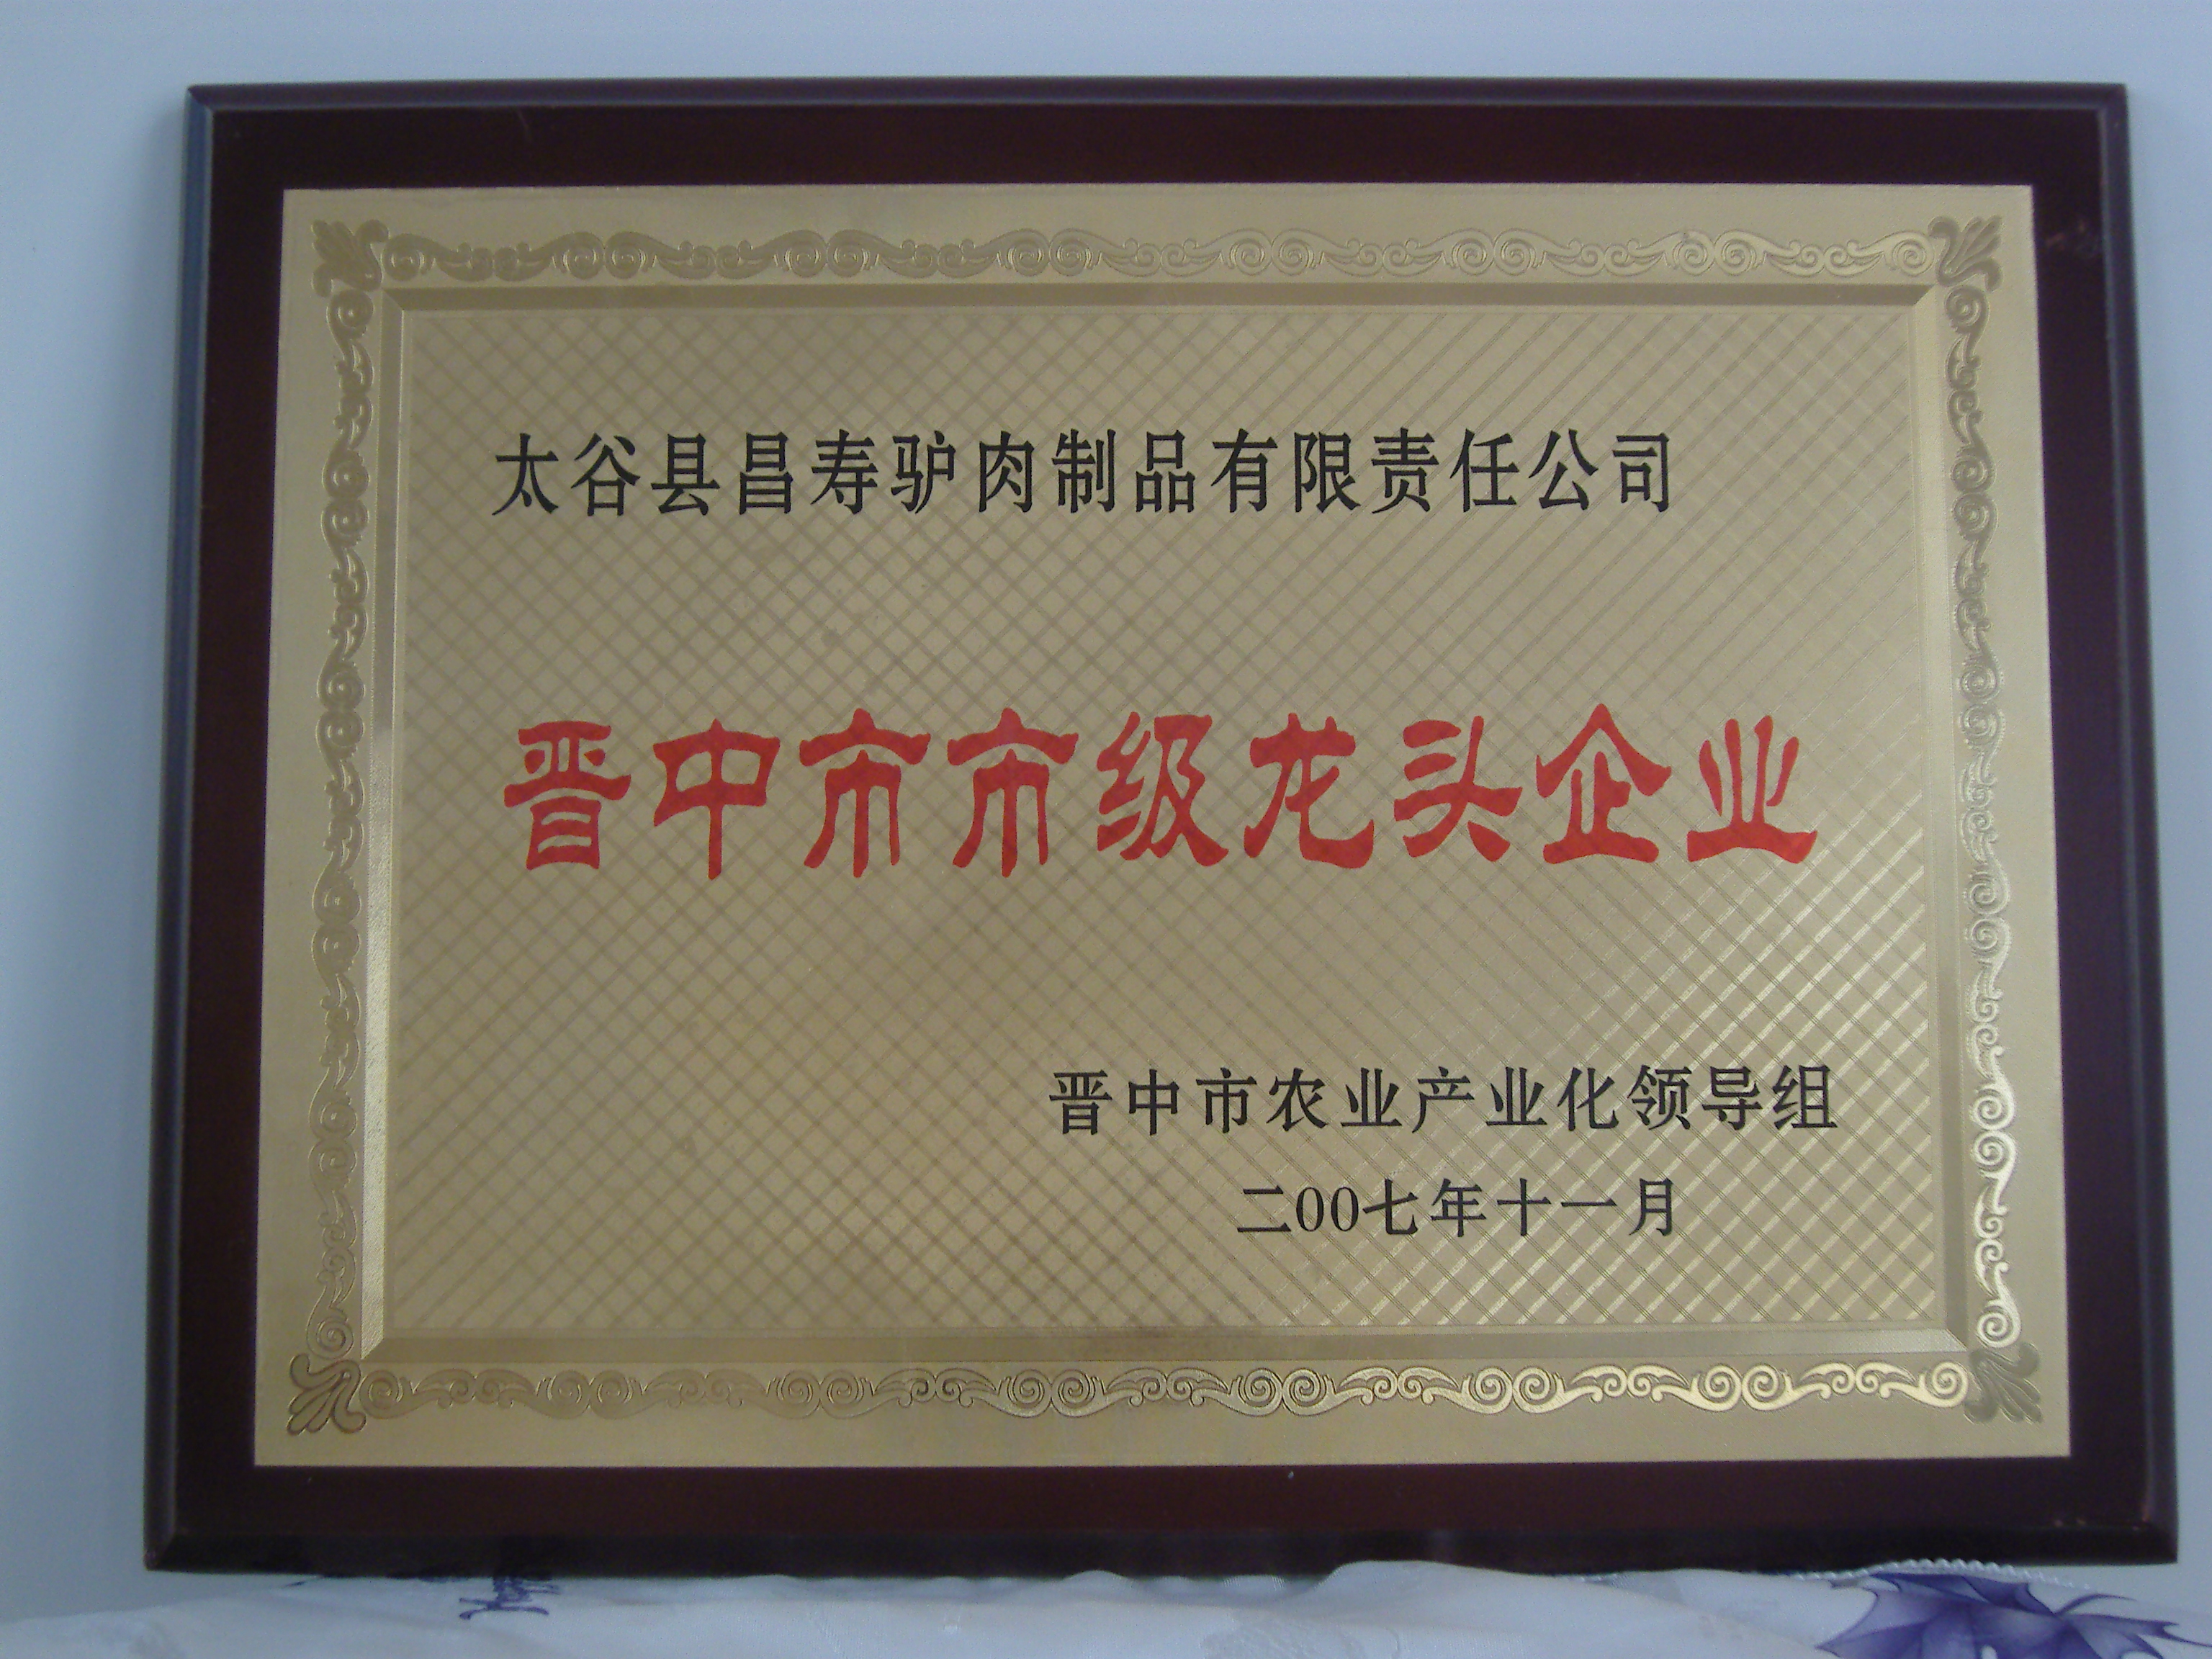 太谷县昌寿驴肉制品有限责任公司
晋中市市级龙头企业
晋中市农业产业化领导组
二00七年十一月